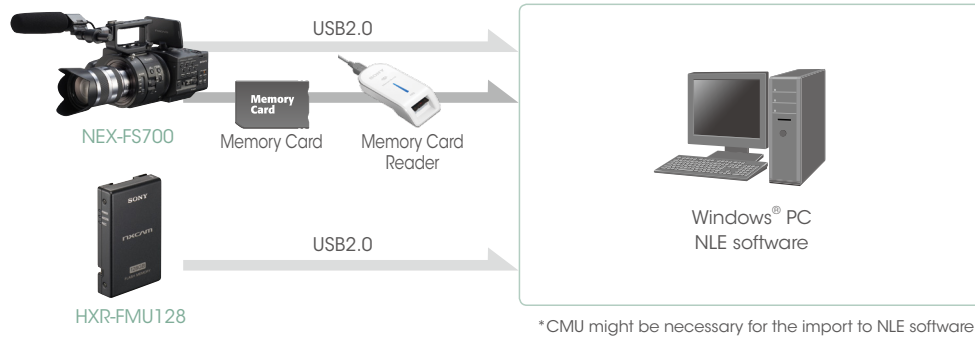 USB2.0
Memory
Card
NEX-FS700
Memory Card
Memory Card
Reader
Windows® PC
NLE software
SONY
NXCAM
USB2.0
HXR-FMU128
*CMU might be necessary for the import to NLE software